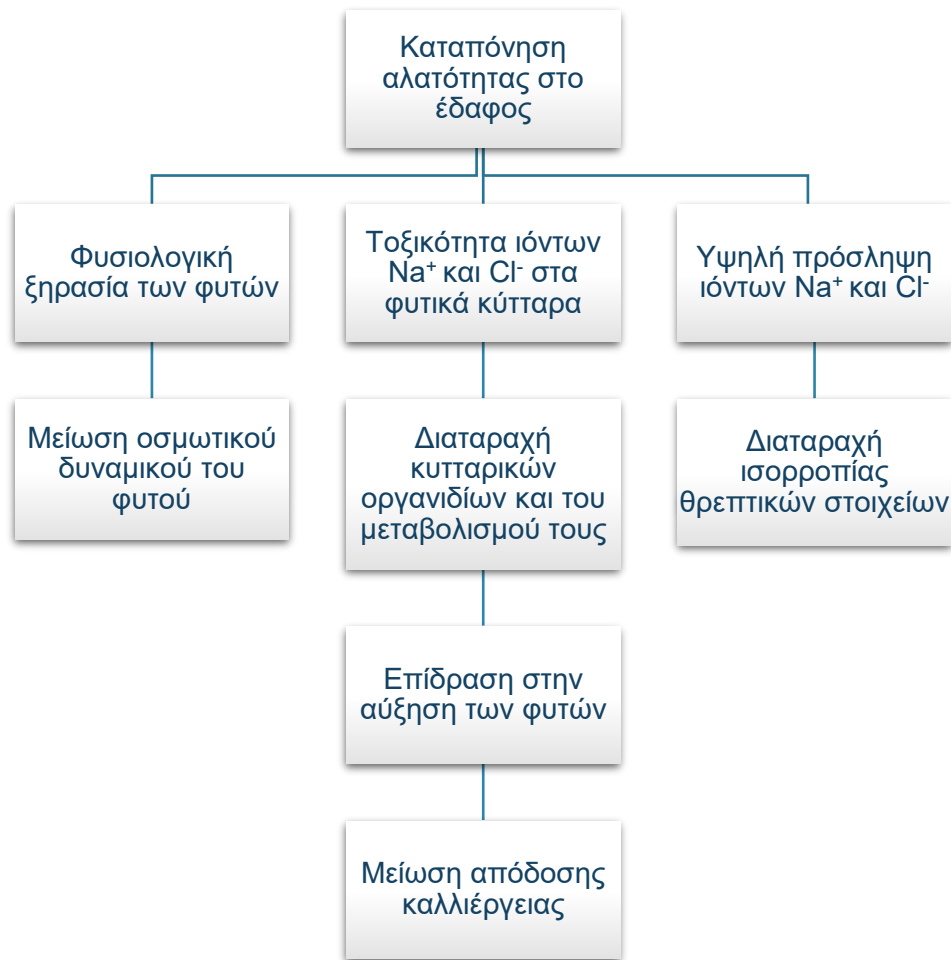 Καταπόνηση
αλατότητας στο
έδαφος
Φυσιολογική
ξηρασία των φυτών
Τοξικότητα ιόντων
Na⁺ και Cl⁻ στα
φυτικά κύτταρα
Υψηλή πρόσληψη
ιόντων Na⁺ και Cl⁻
Μείωση οσμωτικού
δυναμικού του
φυτού
Διαταραχή
κυτταρικών
οργανιδίων και του
μεταβολισμού τους
Διαταραχή
ισορροπίας
θρεπτικών στοιχείων
Επίδραση στην
αύξηση των φυτών
Μείωση απόδοσης
καλλιέργειας